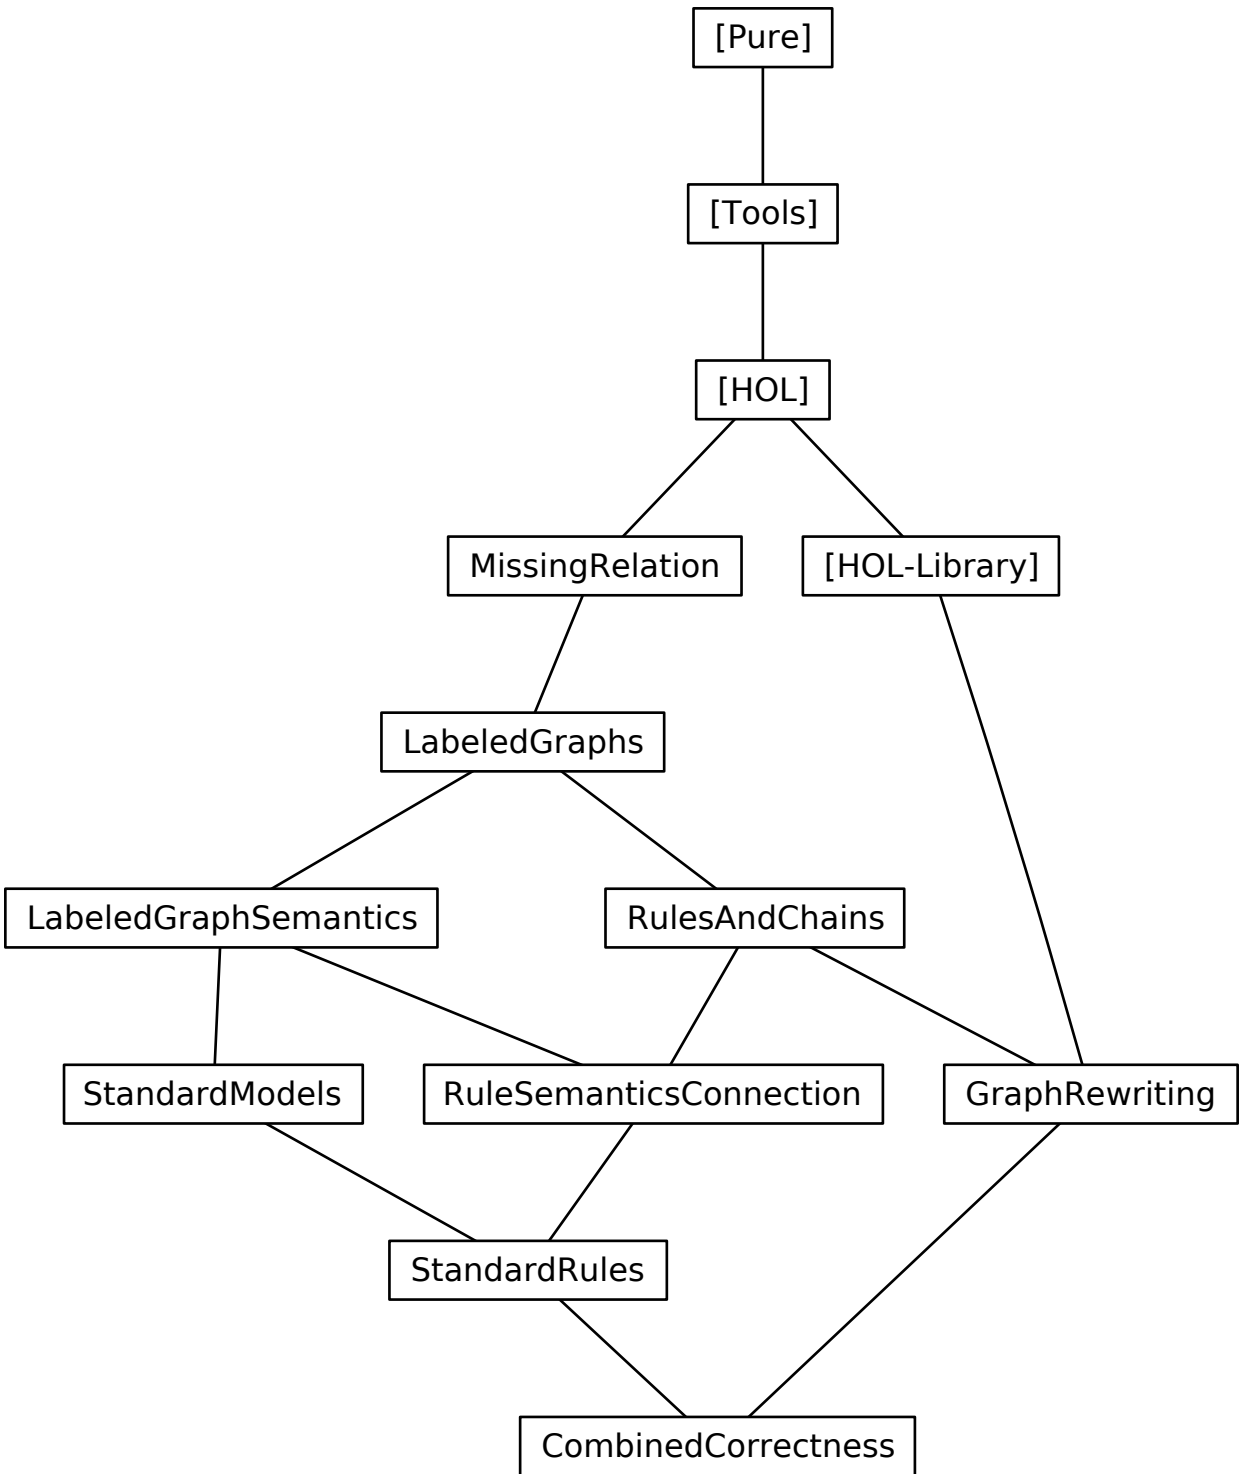 [Pure]
[Tools]
[HOL]
MissingRelation
[HOL-Library]
LabeledGraphs
LabeledGraphSemantics
RulesAndChains
StandardModels
RuleSemanticsConnection
GraphRewriting
StandardRules
CombinedCorrectness